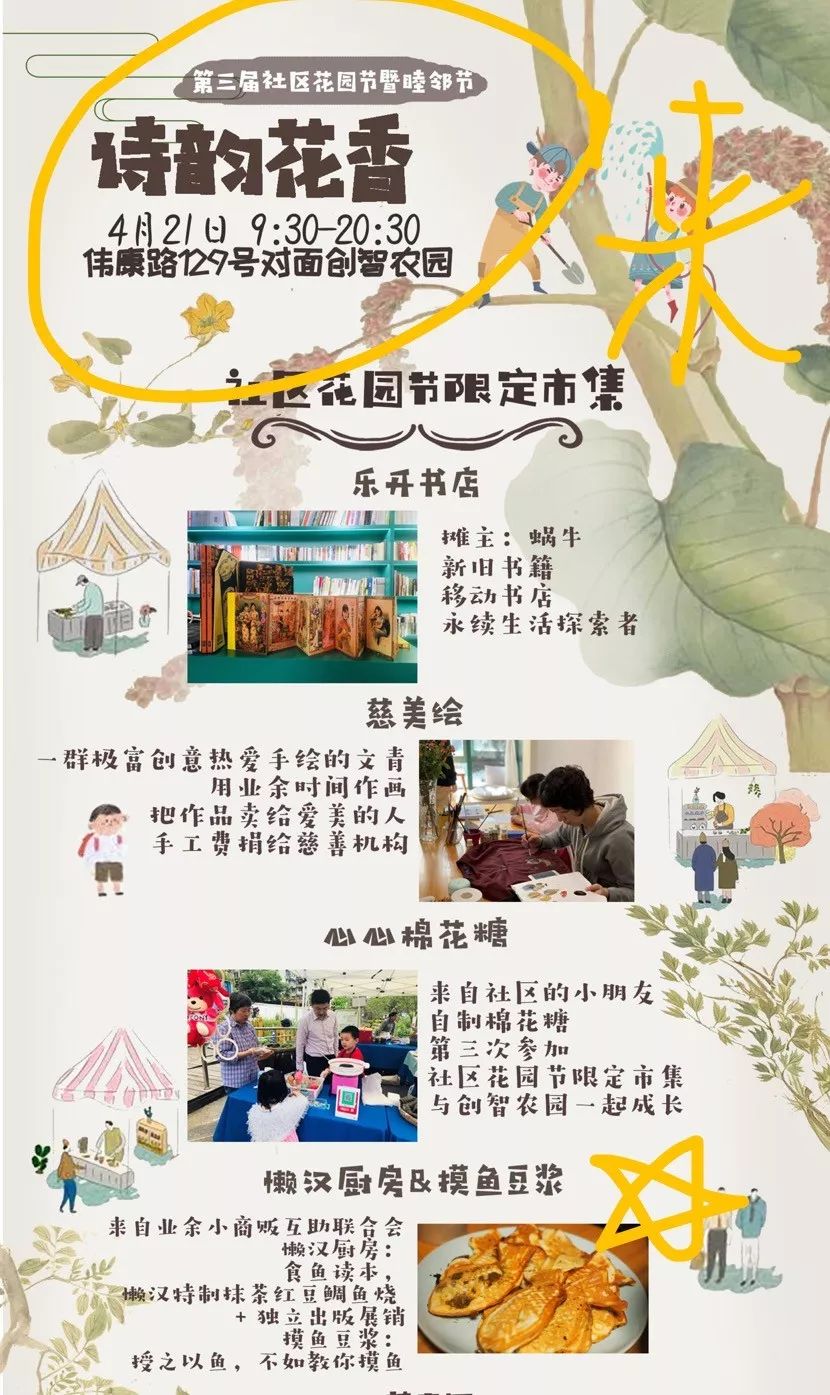 第三届社区花园节暨睦邻节
诗韵花香
4月21日 9:30-20:30
伟康路129号对面创智农园
来
社区花园节限定市集
乐开书店
摊主：蜗牛
新旧书籍
移动书店
永续生活探索者
慈美绘
一群极富创意热爱手绘的文青
用业余时间作画
把作品卖给爱美的人
手工费捐给慈善机构
心心棉花糖
来自社区的小朋友
自制棉花糖
第三次参加
社区花园节限定市集
与创智农园一起成长
懒汉厨房&摸鱼豆浆
来自业余小商贩互助联合会
懒汉厨房：
食鱼读本，
懒汉特制抹茶红豆鲷鱼烧
+独立出版展销
摸鱼豆浆：
授之以鱼，不如教你摸鱼